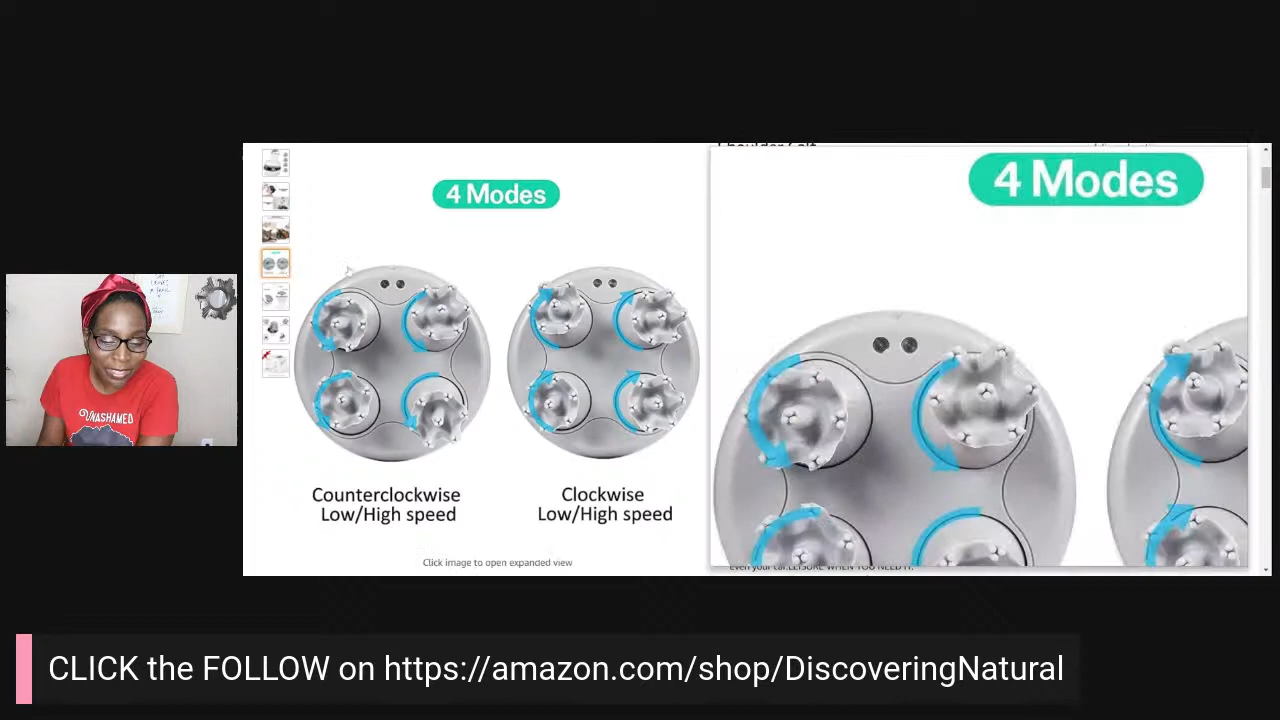 4 Modes
Counterclockwise
Low/High speed
Clockwise
Low/High speed
Click image to open expanded view
4 Modes
UNASHAMED
CLICK the FOLLOW on https://amazon.com/shop/DiscoveringNatural